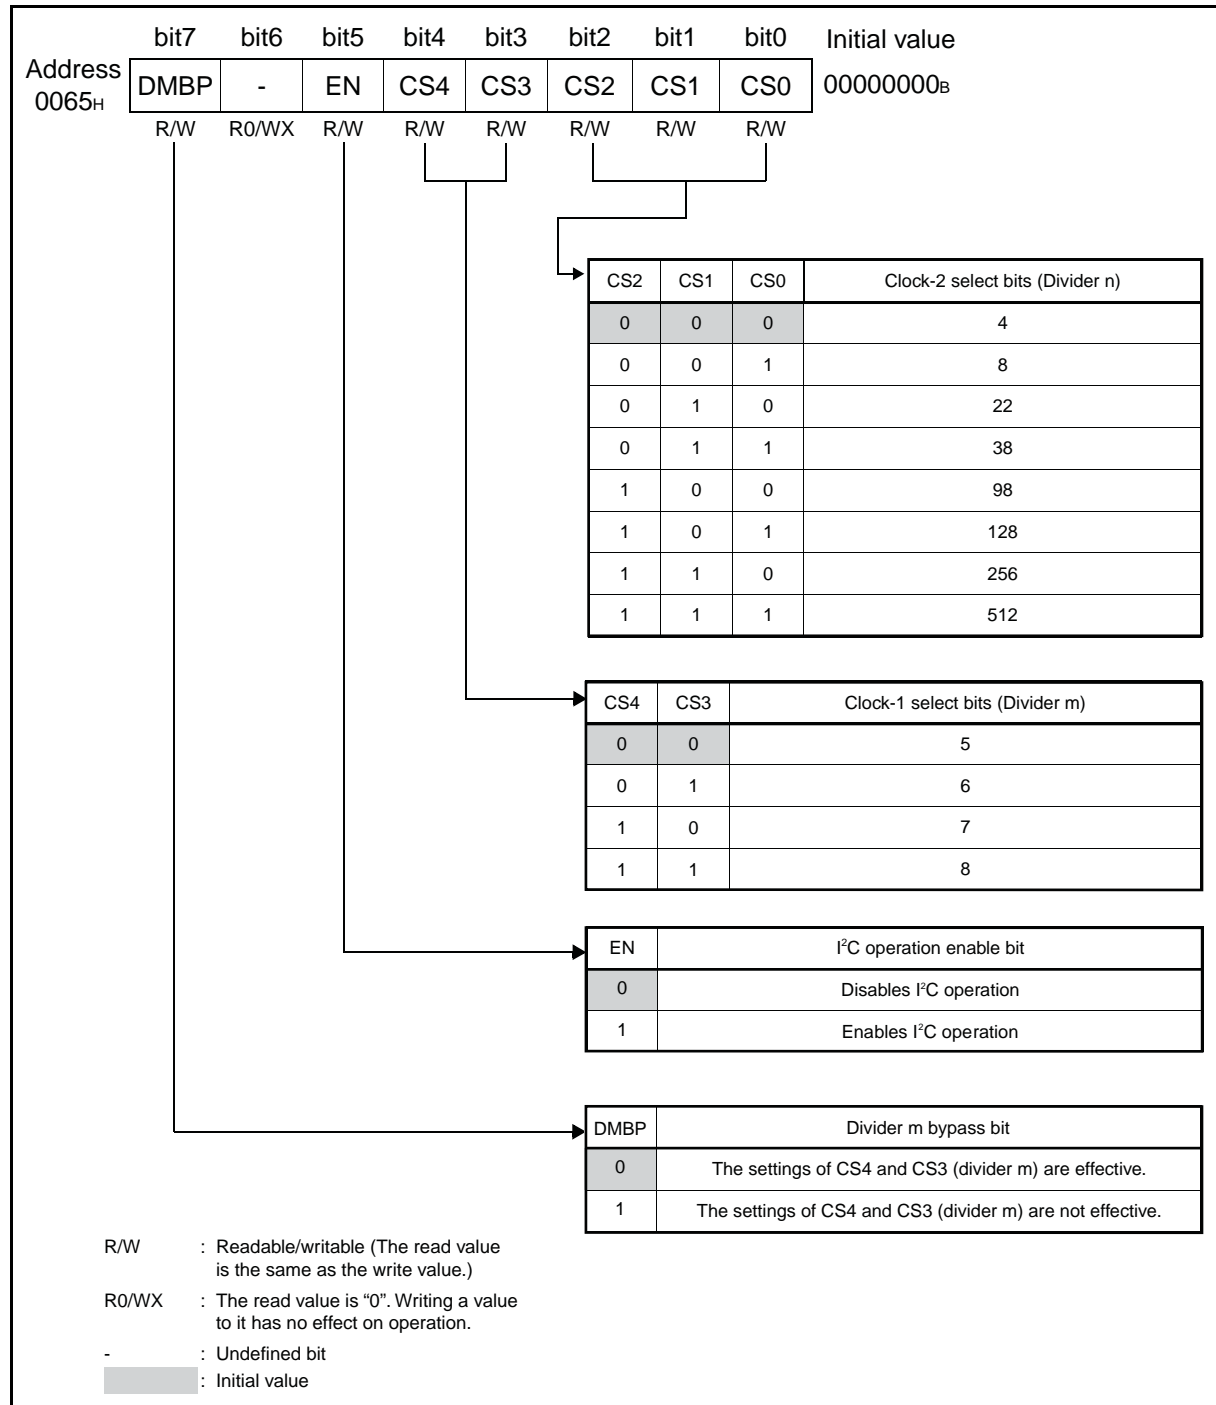 bit7 bit6 bit5 bit4 bit3 bit2 bit1 bit0 Initial value
Address
0065H
DMBP - EN CS4 CS3 CS2 CS1 CS0 00000000B
R/W R0/WX R/W R/W R/W R/W R/W R/W
CS2 CS1 CS0 Clock-2 select bits (Divider n)
0 0 0 4
0 0 1 8
0 1 0 22
0 1 1 38
1 0 0 98
1 0 1 128
1 1 0 256
1 1 1 512
CS4 CS3 Clock-1 select bits (Divider m)
0 0 5
0 1 6
1 0 7
1 1 8
EN I²C operation enable bit
0 Disables I²C operation
1 Enables I²C operation
DMBP Divider m bypass bit
0 The settings of CS4 and CS3 (divider m) are effective.
1 The settings of CS4 and CS3 (divider m) are not effective.
R/W : Readable/writable (The read value
is the same as the write value.)
R0/WX : The read value is “0”. Writing a value
to it has no effect on operation.
- : Undefined bit
: Initial value